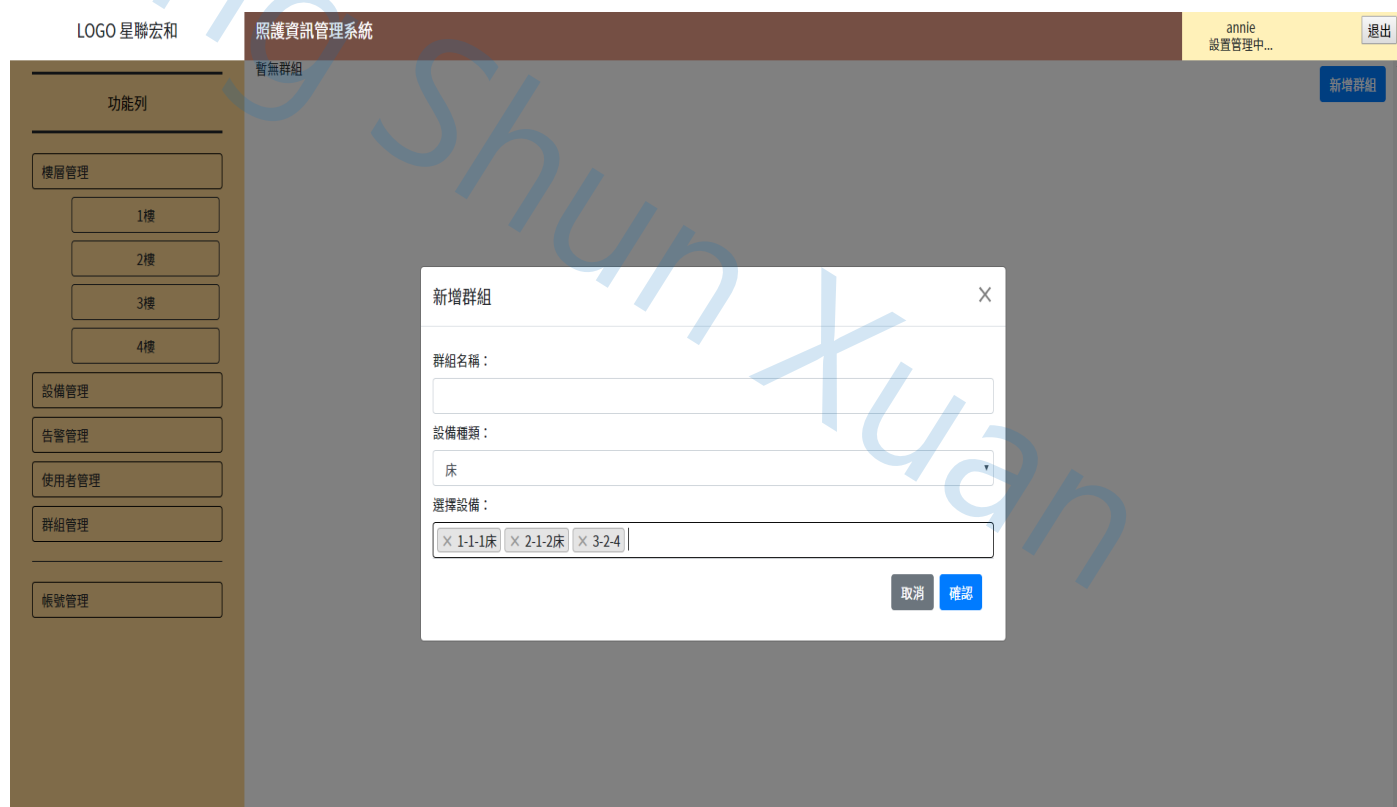 LOGO 星聯宏和
照護資訊管理系統
annie
設置管理中...
退出
功能列
樓層管理
1樓
2樓
3樓
4樓
設備管理
告警管理
使用者管理
群組管理
帳號管理
暫無群組
新增群組
新增群組
X
群組名稱：
設備種類：
床
選擇設備：
× 1-1-1床 × 2-1-2床 × 3-2-4
取消 確認
ng Shun Xuan